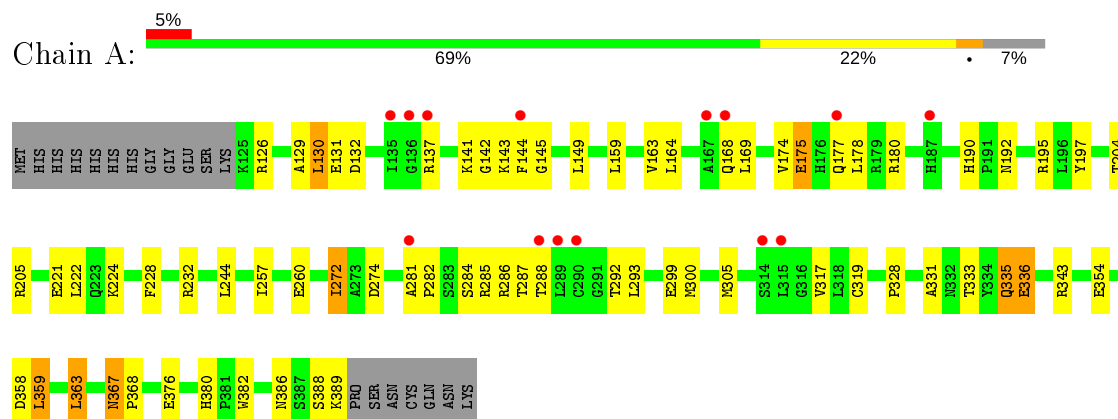 5%
Chain A:
69% 22% • 7%
MET HIS HIS HIS HIS HIS HIS GLY GLY GLU SER LYS K125 R126 A129 L130 E131 D132 I135 G136 R137 K141 G142 K143 F144 G145 L149 L159 V163 L164 A167 Q168 L169 V174 E175 H176 Q177 L178 R179 R180 H187 H190 P191 N192 R195 L196 Y197 T204
R205 E221 L222 Q223 K224 F228 R232 L244 I257 E260 I272 A273 D274 A281 P282 S283 S284 R285 R286 T287 T288 L289 C290 G291 T292 L293 E299 M300 M305 S314 L315 G316 V317 L318 C319 P328 A331 N332 T333 Y334 Q335 E336 R343 E354
D358 L359 L363 N367 P368 E376 H380 P381 W382 N386 S387 S388 K389 PRO SER ASN CYS GLN ASN LYS